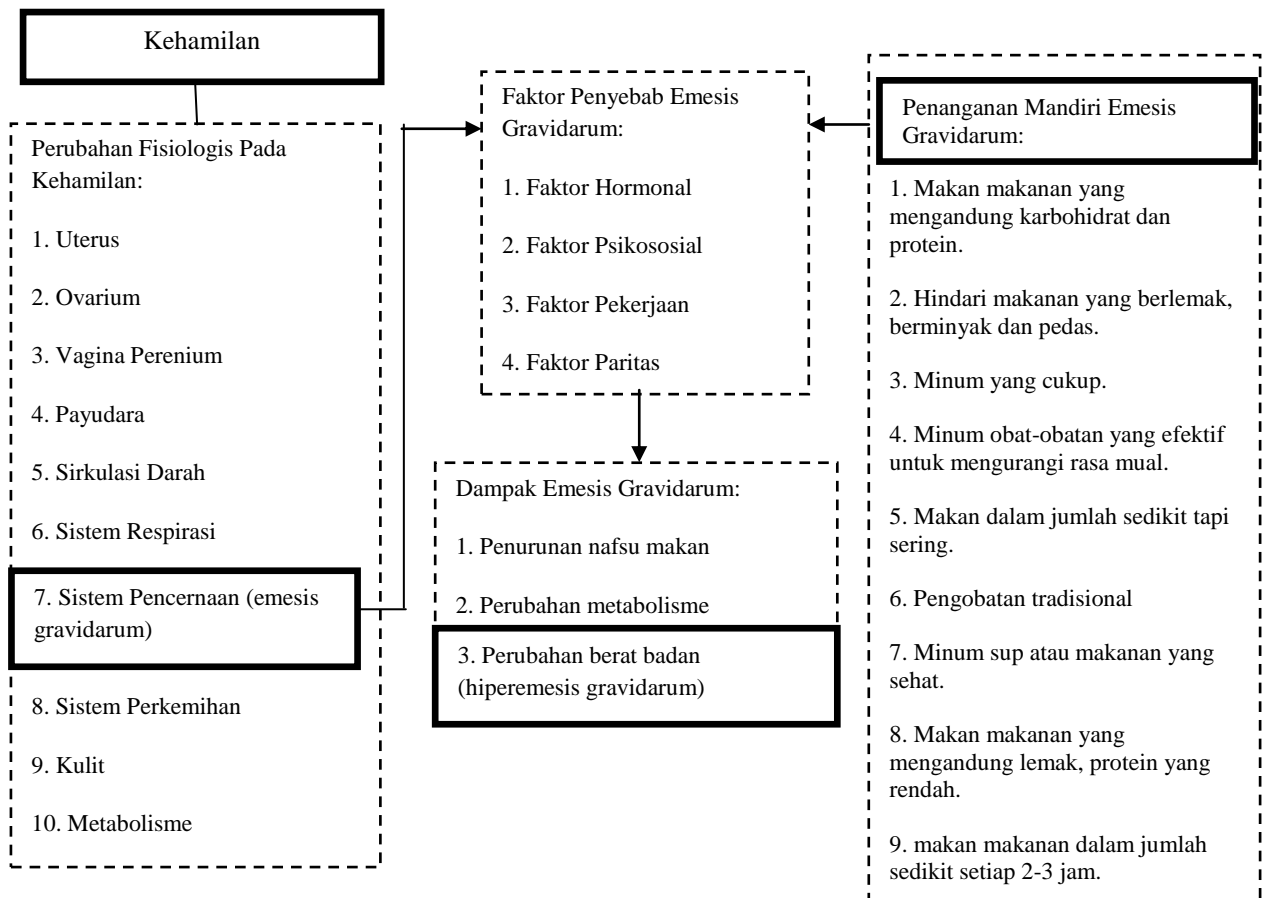 Kehamilan
Perubahan Fisiologis Pada
Kehamilan:
1. Uterus
2. Ovarium
3. Vagina Perenium
4. Payudara
5. Sirkulasi Darah
6. Sistem Respirasi
7. Sistem Pencernaan (emesis
gravidarum)
8. Sistem Perkemihan
9. Kulit
10. Metabolisme
Faktor Penyebab Emesis
Gravidarum:
1. Faktor Hormonal
2. Faktor Psikososial
3. Faktor Pekerjaan
4. Faktor Paritas
Dampak Emesis Gravidarum:
1. Penurunan nafsu makan
2. Perubahan metabolisme
3. Perubahan berat badan
(hiperemesis gravidarum)
Penanganan Mandiri Emesis
Gravidarum:
1. Makan makanan yang
mengandung karbohidrat dan
protein.
2. Hindari makanan yang berlemak,
berminyak dan pedas.
3. Minum yang cukup.
4. Minum obat-obatan yang efektif
untuk mengurangi rasa mual.
5. Makan dalam jumlah sedikit tapi
sering.
6. Pengobatan tradisional
7. Minum sup atau makanan yang
sehat.
8. Makan makanan yang
mengandung lemak, protein yang
rendah.
9. makan makanan dalam jumlah
sedikit setiap 2-3 jam.